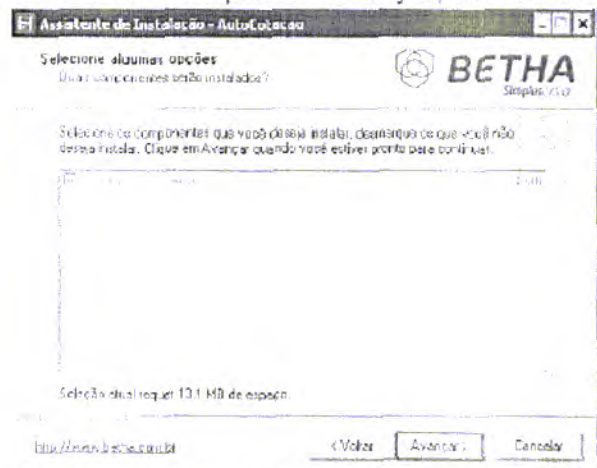 Assistente de Instalação - AutoCotacao
Selecione algumas opções
Quais componentes serão instalados?
BETHA
Simplus
Selecione os componentes que você deseja instalar, desmarque os que você não
deseja instalar. Clique em Avançar quando você estiver pronto para continuar.
Seleção atual requer 13.1 MB de espaço.
http://www.betha.com.br
< Voltar
Avançar >
Cancelar